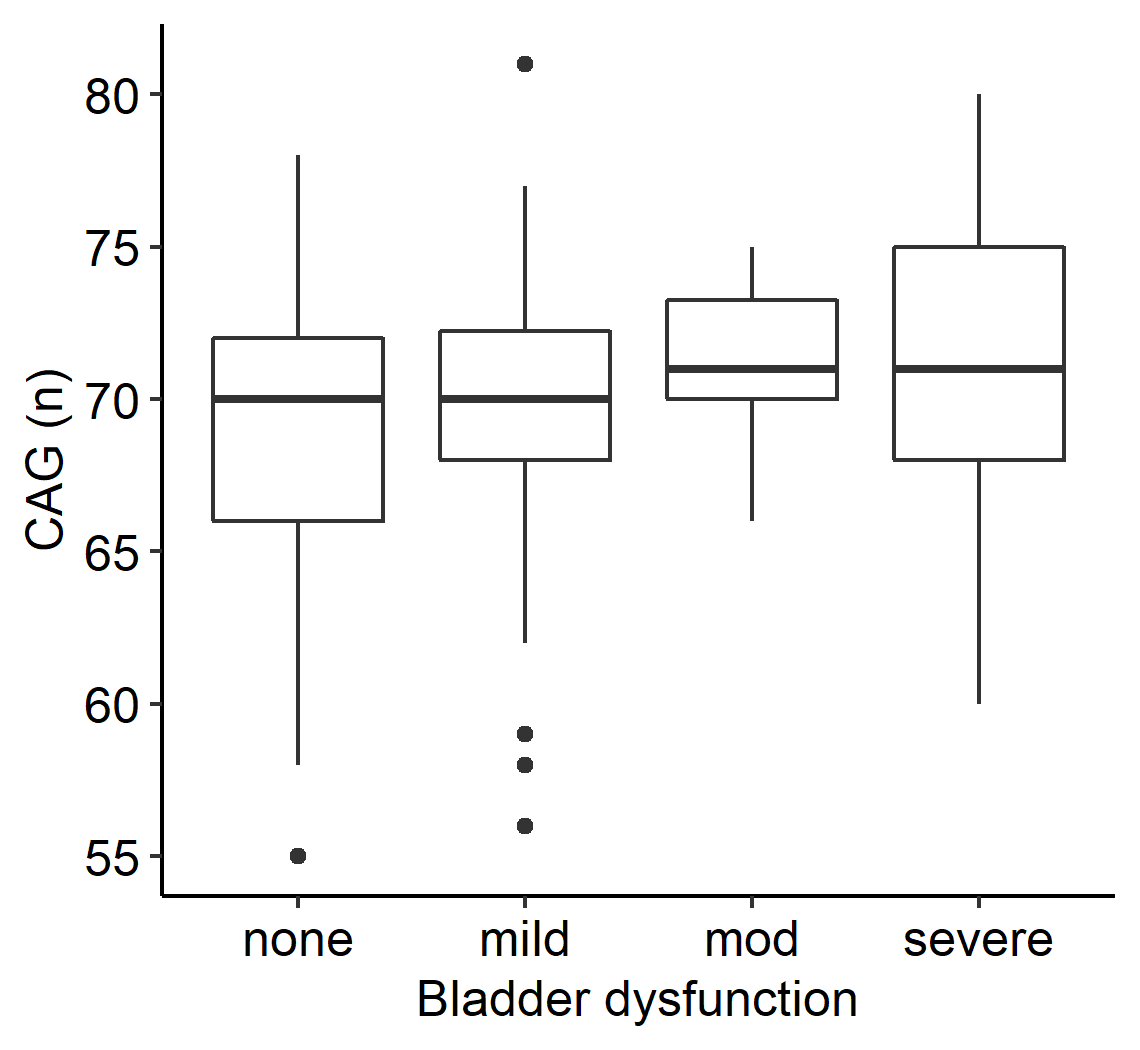 CAG (n)
80
75
70
65
60
55
none mild mod severe
Bladder dysfunction